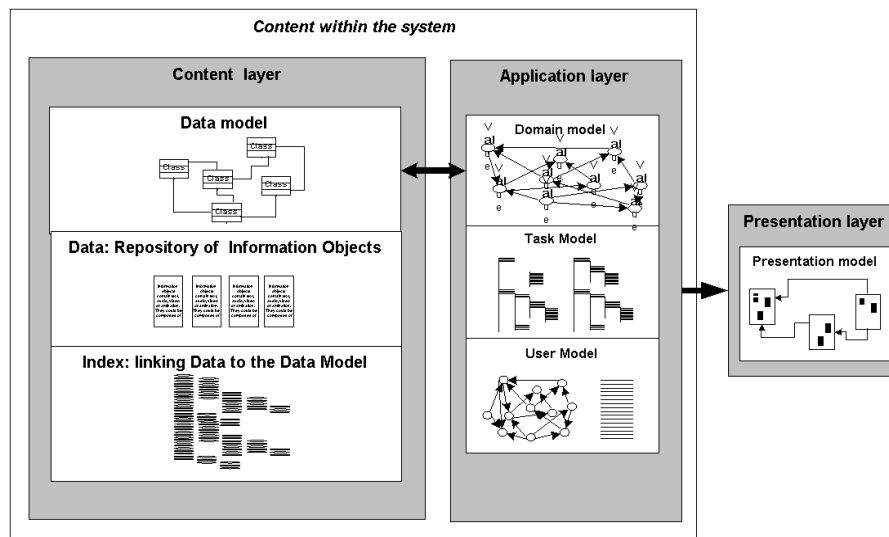 Content within the system
Content layer
Data model
Class
Class
Class
Class
Class
Data: Repository of Information Objects
Index: linking Data to the Data Model
Application layer
Domain model
Task Model
User Model
Presentation layer
Presentation model